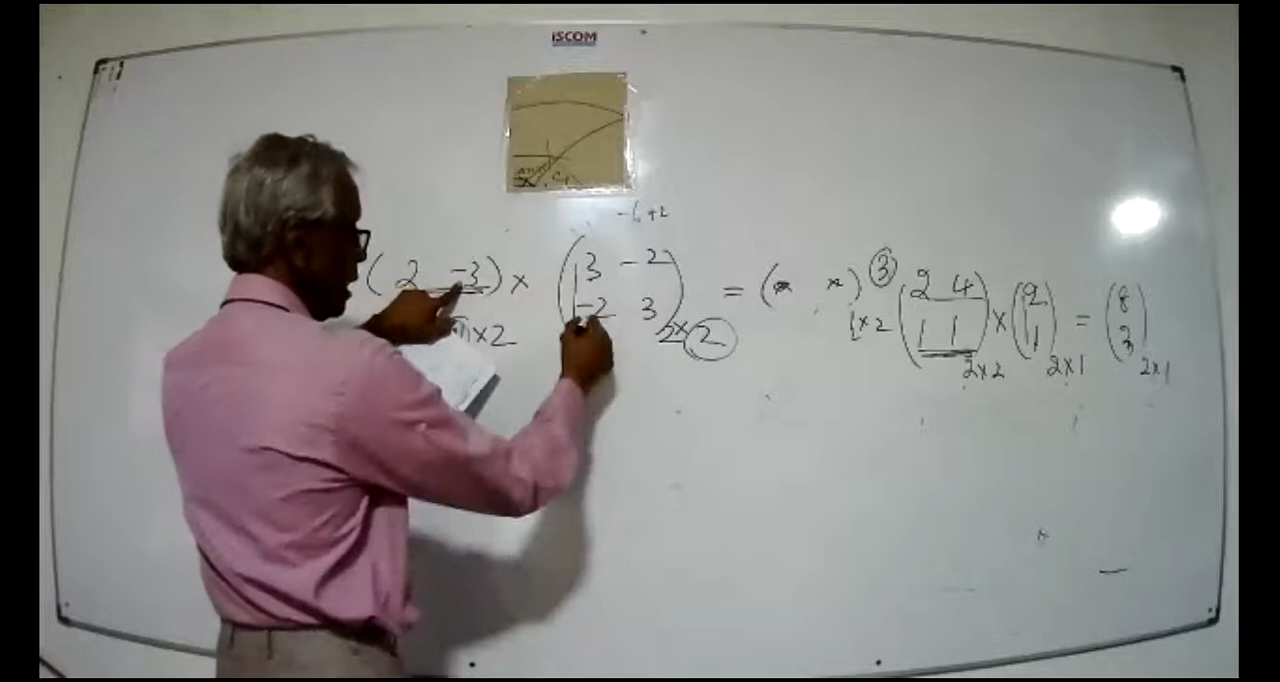 iSCOM
-6 +2
( 2 -3 ) × ( 3 -2 ) = ( * * )
-2 3
1×2 2×2 1×2
③ ( 2 4 ) × ( 2 ) = ( 8 )
1 1 1 3
2×2 2×1 2×1